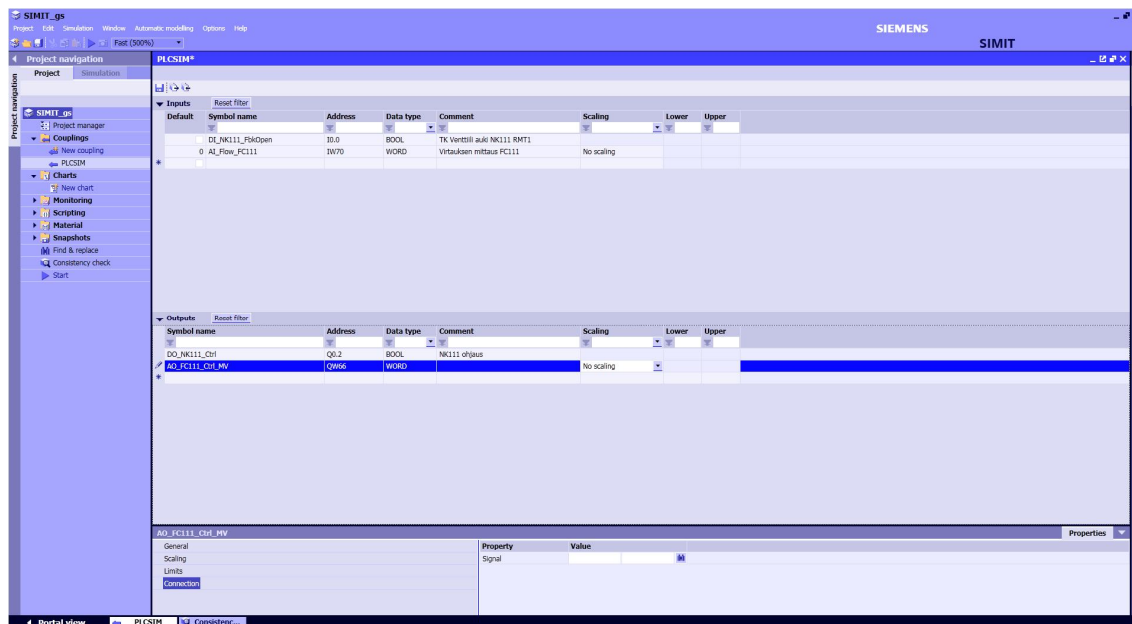 SIMIT_gs
Project Edit Simulation Window Automatic modelling Options Help
SIEMENS
Fast (500%)
SIMIT
Project navigation
PLCSIM*
Project navigation
Project Simulation
Inputs Reset filter
SIMIT_gs
Default Symbol name Address Data type Comment Scaling Lower Upper
Project manager
Couplings
DI_NK111_FbkOpen I0.0 BOOL TK Venttiili auki NK111 RMT1
New coupling
0 AI_Flow_FC111 IW70 WORD Virtauksen mittaus FC111 No scaling
PLCSIM
Charts
New chart
Monitoring
Scripting
Material
Snapshots
Find & replace
Consistency check
Start
Outputs Reset filter
Symbol name Address Data type Comment Scaling Lower Upper
DO_NK111_Ctrl Q0.2 BOOL NK111 ohjaus
AO_FC111_Ctrl_MV QW66 WORD No scaling
AO_FC111_Ctrl_MV Properties
General Property Value
Scaling Signal
Limits
Connection
Portal view PLCSIM Consistenc...